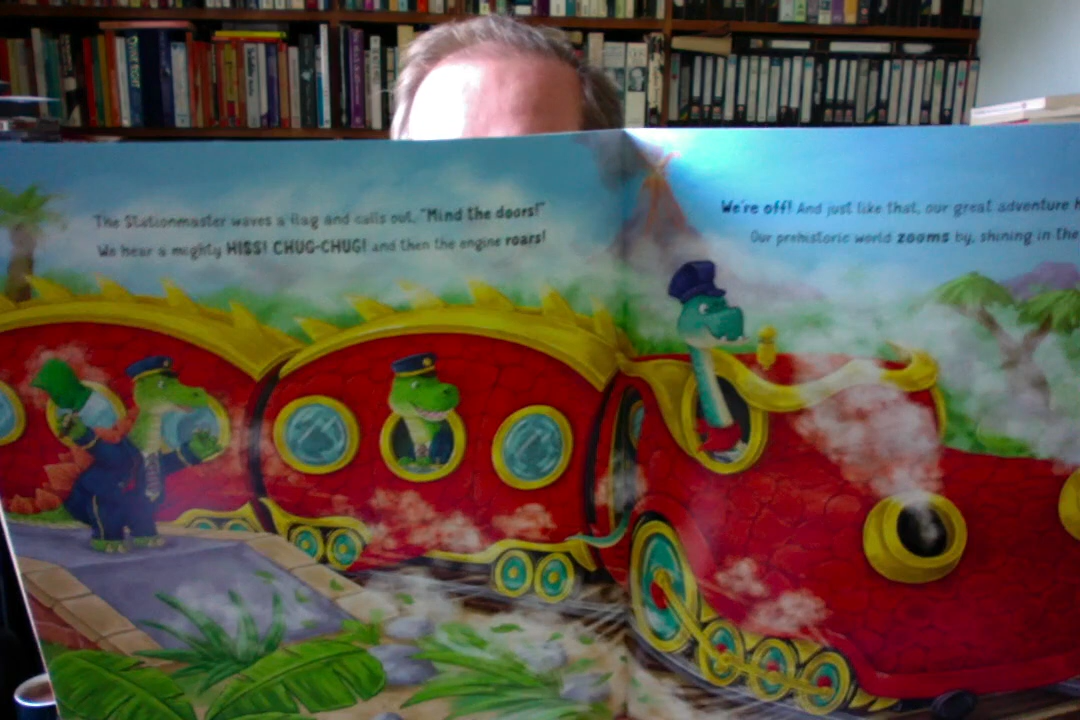 The Stationmaster waves a flag and calls out, "Mind the doors!"
We hear a mighty HISS! CHUG-CHUG! and then the engine roars!
We're off! And just like that, our great adventure
Our prehistoric world zooms by, shining in the